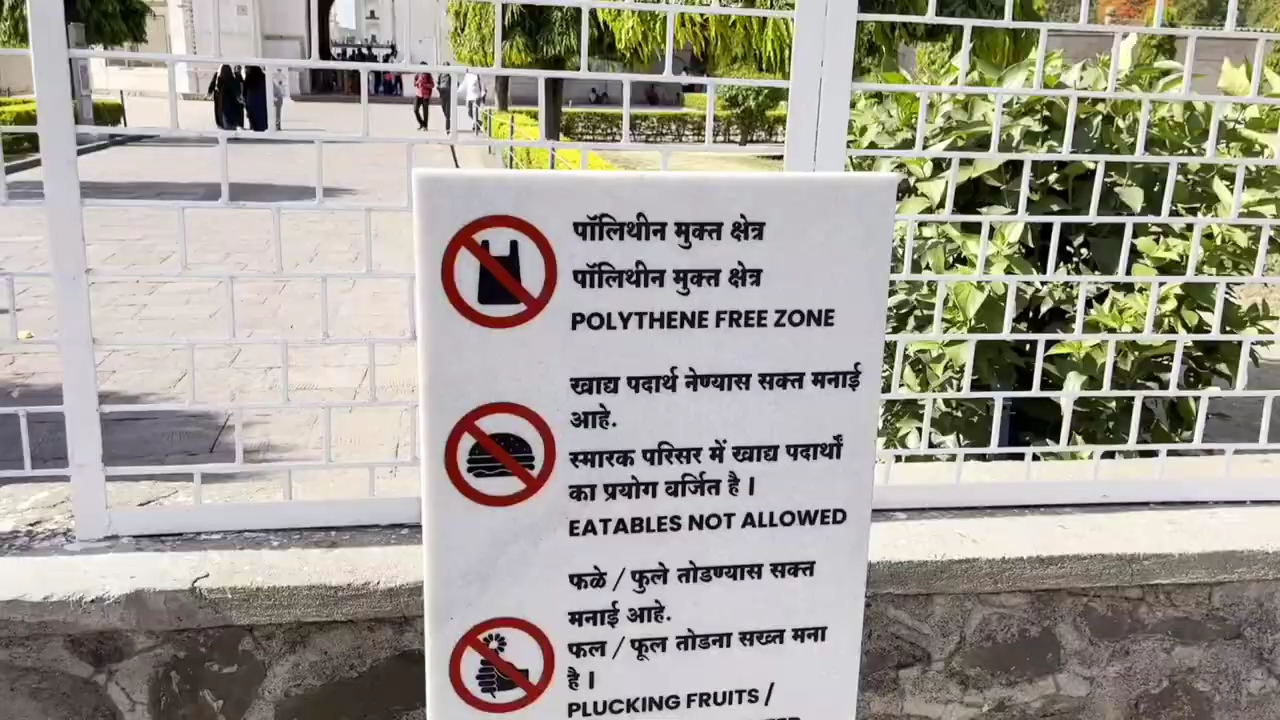 पॉलिथीन मुक्त क्षेत्र
पॉलिथीन मुक्त क्षेत्र
POLYTHENE FREE ZONE
खाद्य पदार्थ नेण्यास सक्त मनाई
आहे.
स्मारक परिसर में खाद्य पदार्थों
का प्रयोग वर्जित है ।
EATABLES NOT ALLOWED
फळे / फुले तोडण्यास सक्त
मनाई आहे.
फल / फूल तोडना सख्त मना
है ।
PLUCKING FRUITS /